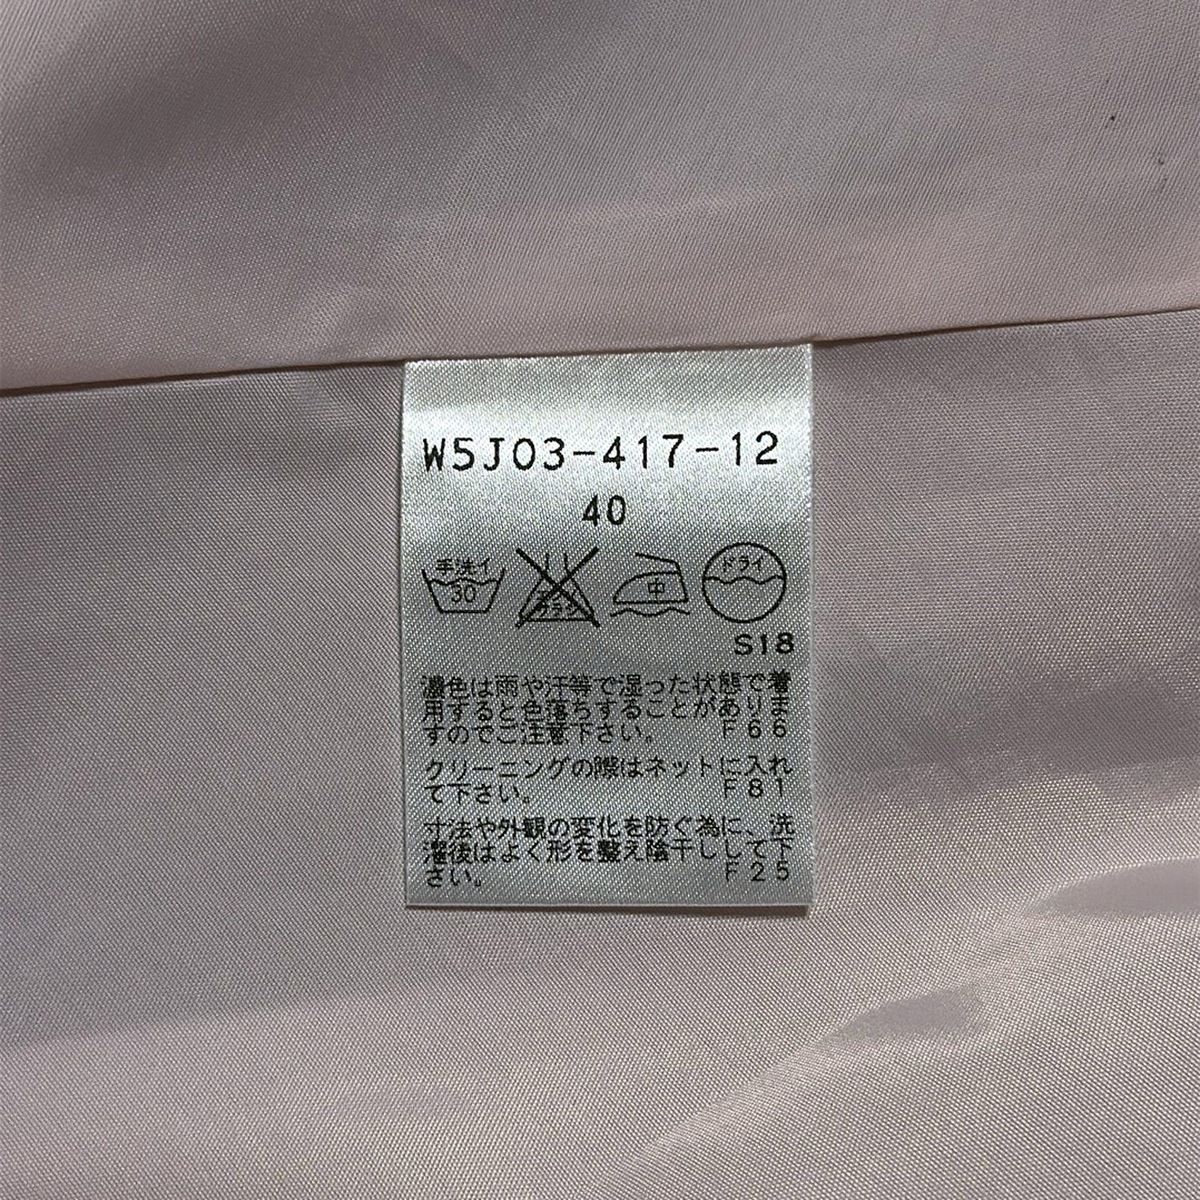 W5J03-417-12
40
手洗イ
30
エンソ
サラシ
中
ドライ
S18
濃色は雨や汗等で湿った状態で着
用すると色落ちすることがありま
すのでご注意下さい。 F66
クリーニングの際はネットに入れ
て下さい。 F81
寸法や外観の変化を防ぐ為に、洗
濯後はよく形を整え陰干しして下
さい。 F25